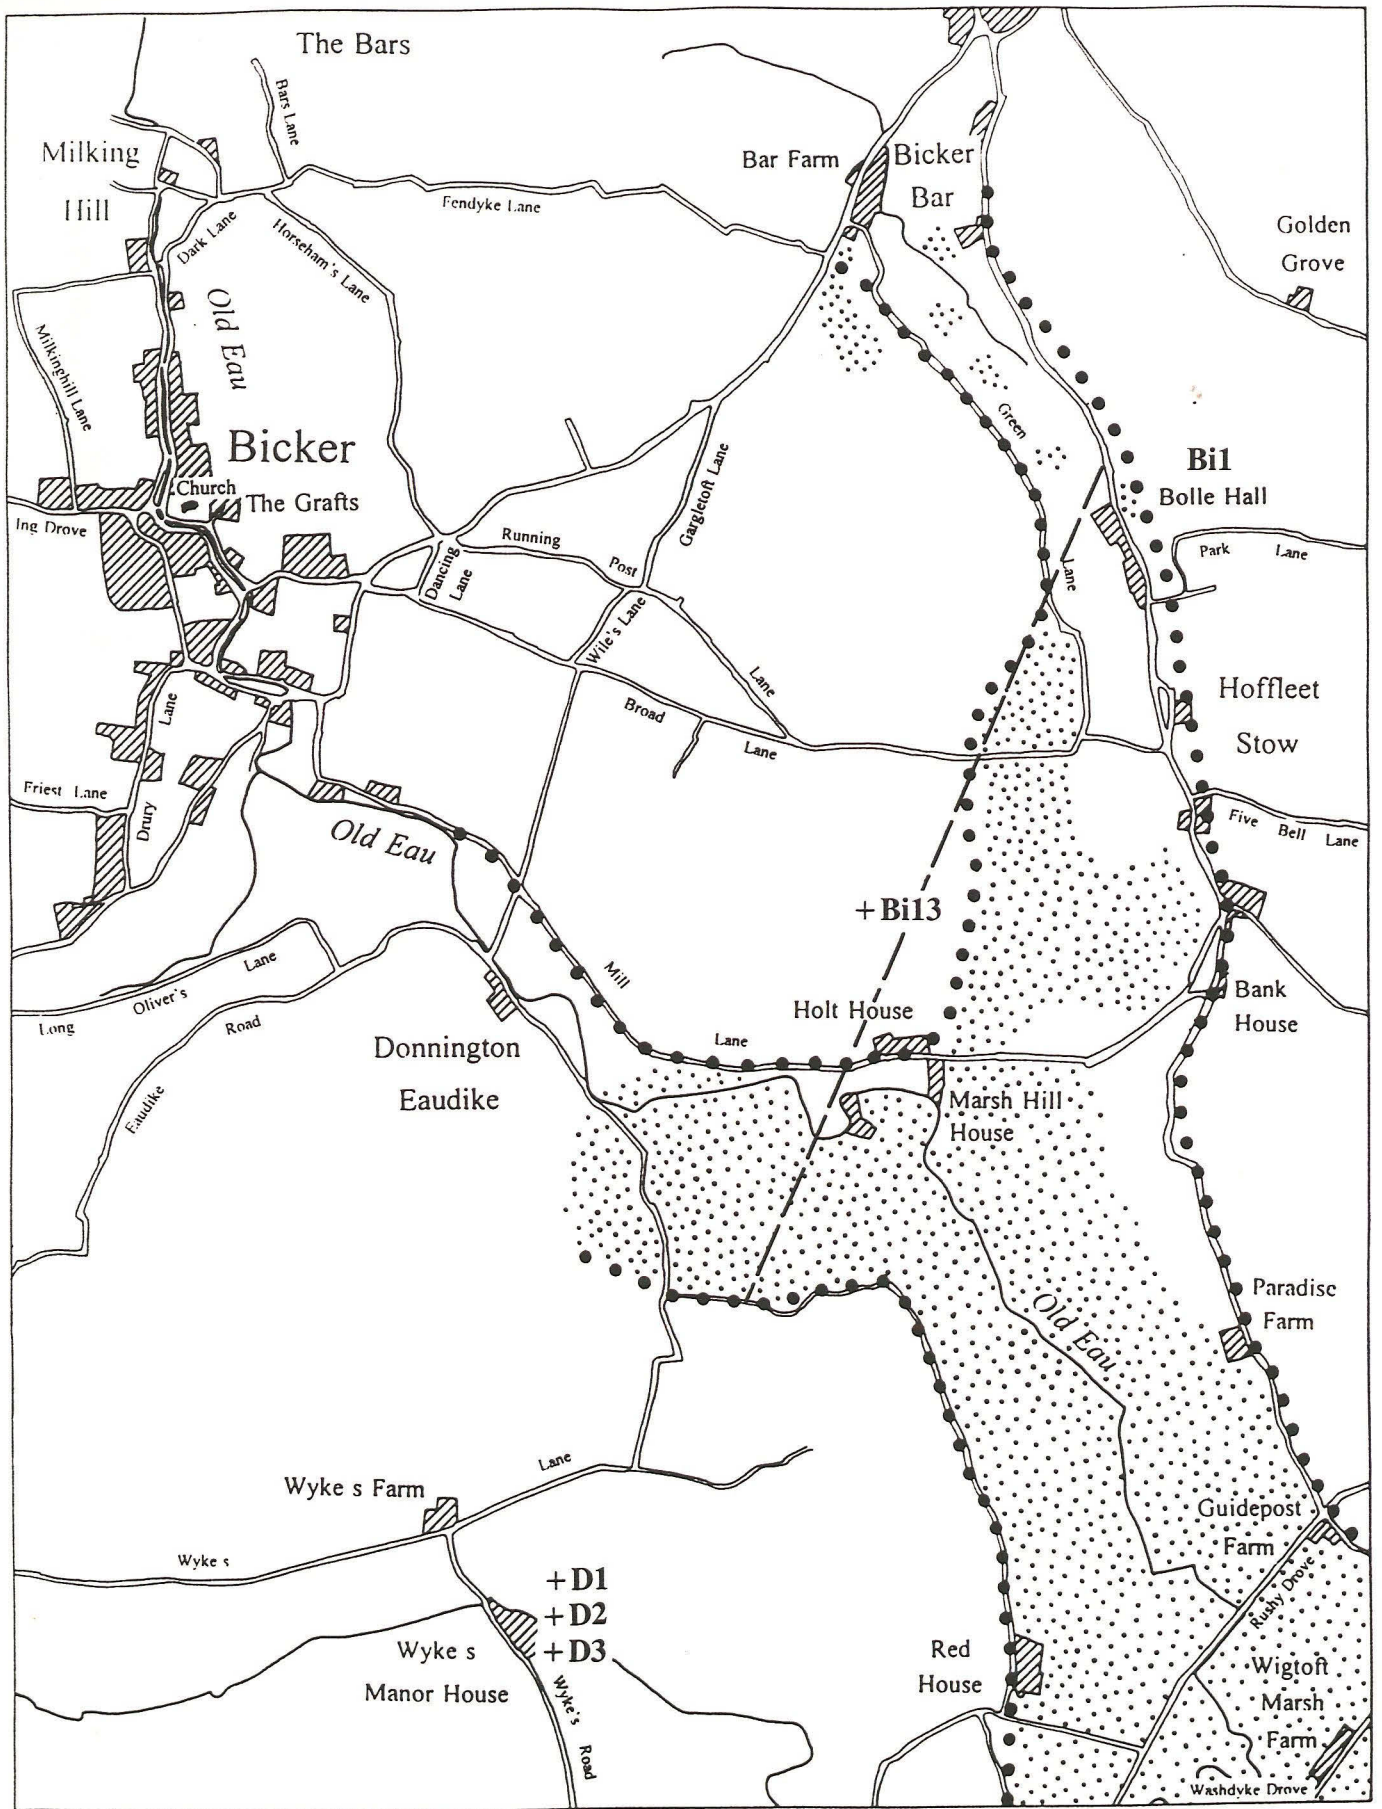 The Bars
Bars Lane
Milking
Hill
Bar Farm
Bicker
Bar
Fendyke Lane
Dark Lane
Horseham's Lane
Golden
Grove
Old Eau
Milkinghill Lane
Green
Lane
Bicker
Church
The Grafts
Ing Drove
Gargletoft Lane
Bi1
Bolle Hall
Running
Post
Lane
Park Lane
Dancing
Lane
Wile's Lane
Hoffleet
Stow
Broad
Lane
Lane
Drury
Friest Lane
Five Bell Lane
Old Eau
+Bi13
Mill
Lane
Oliver's
Lane
Long
Road
Eaudike
Holt House
Bank
House
Donnington
Eaudike
Marsh Hill
House
Old Eau
Paradise
Farm
Wyke s Farm
Lane
Wyke s
Guidepost
Farm
Rushy Drove
+D1
+D2
+D3
Wyke s
Manor House
Wyke's
Road
Red
House
Wigtoft
Marsh
Farm
Washdyke Drove